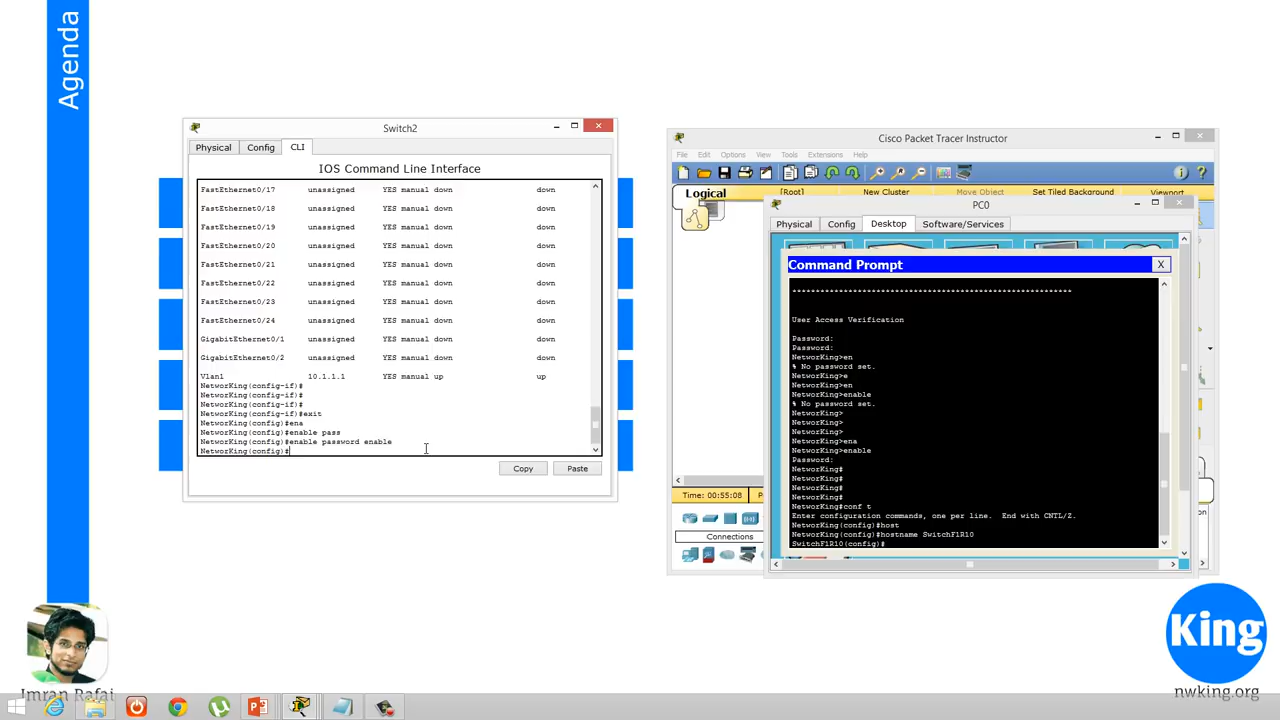 Agenda
Switch2
Physical Config CLI
IOS Command Line Interface
FastEthernet0/17 unassigned YES manual down down
FastEthernet0/18 unassigned YES manual down down
FastEthernet0/19 unassigned YES manual down down
FastEthernet0/20 unassigned YES manual down down
FastEthernet0/21 unassigned YES manual down down
FastEthernet0/22 unassigned YES manual down down
FastEthernet0/23 unassigned YES manual down down
FastEthernet0/24 unassigned YES manual down down
GigabitEthernet0/1 unassigned YES manual down down
GigabitEthernet0/2 unassigned YES manual down down
Vlan1 10.1.1.1 YES manual up up
NetworKing(config-if)#
NetworKing(config-if)#
NetworKing(config-if)#
NetworKing(config-if)#exit
NetworKing(config)#ena
NetworKing(config)#enable pass
NetworKing(config)#enable password enable
NetworKing(config)#
Copy Paste
Cisco Packet Tracer Instructor
File Edit Options View Tools Extensions Help
Logical [Root] New Cluster Move Object Set Tiled Background Viewport
PC0
Physical Config Desktop Software/Services
Command Prompt X
------------------------------------------------------------
User Access Verification
Password:
Password:
NetworKing>en
% No password set.
NetworKing>e
NetworKing>en
NetworKing>enable
% No password set.
NetworKing>
NetworKing>
NetworKing>
NetworKing>ena
NetworKing>enable
Password:
NetworKing#
NetworKing#
NetworKing#
NetworKing#
NetworKing#conf t
Enter configuration commands, one per line. End with CNTL/Z.
NetworKing(config)#host
NetworKing(config)#hostname SwitchF1R10
SwitchF1R10(config)#
Time: 00:55:08
Connections
Imran Rafai
King
nwking.org